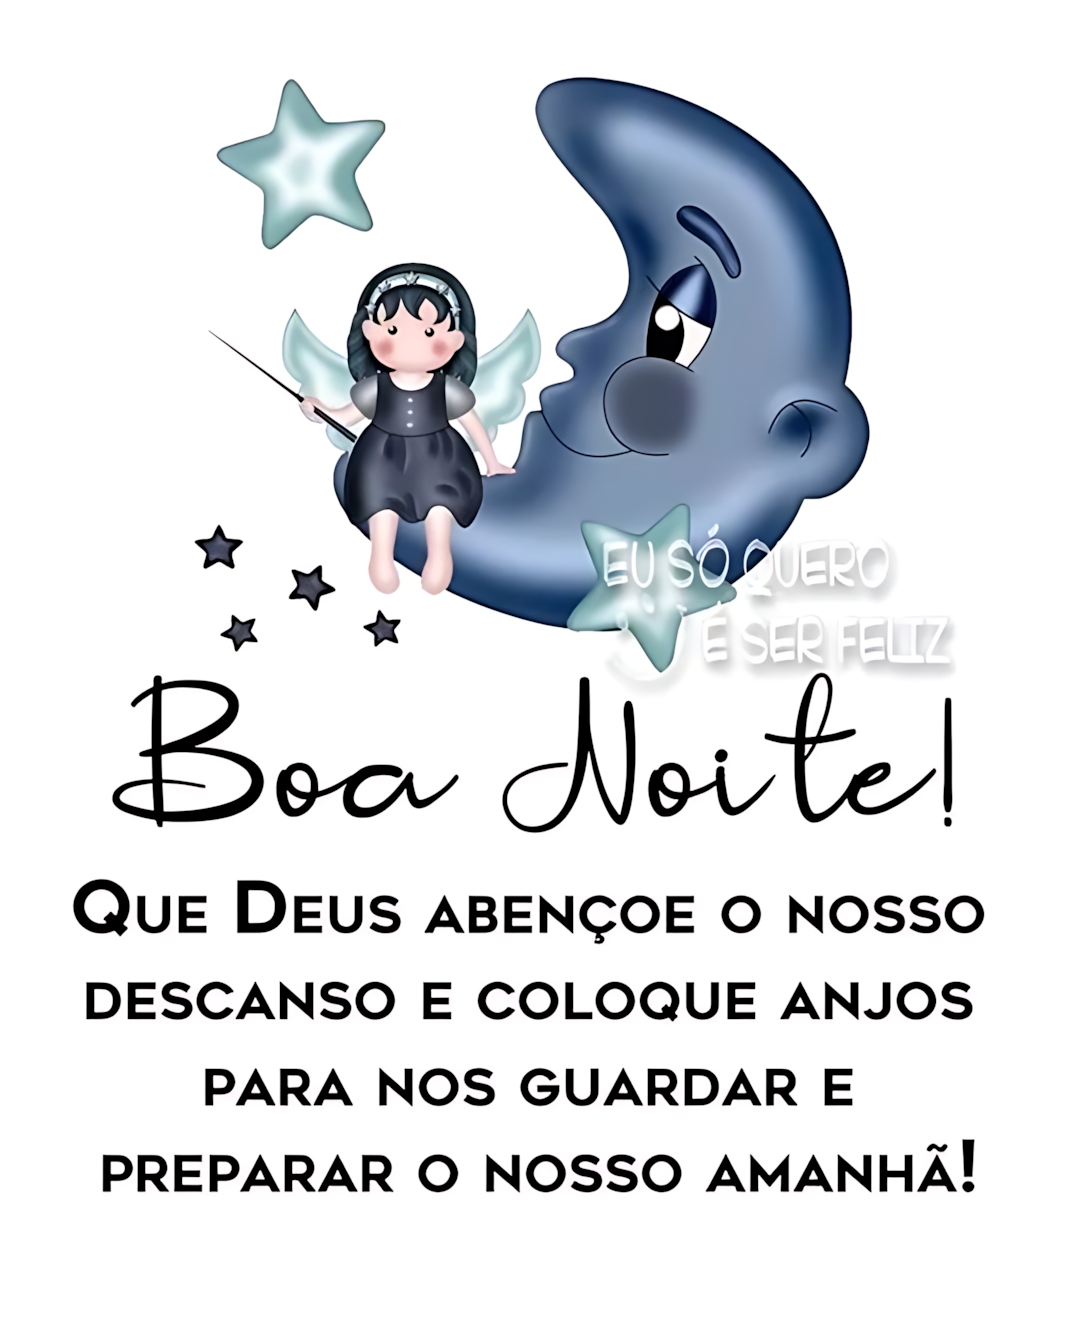 EU SÓ QUERO
É SER FELIZ
Boa Noite!
QUE DEUS ABENÇOE O NOSSO
DESCANSO E COLOQUE ANJOS
PARA NOS GUARDAR E
PREPARAR O NOSSO AMANHÃ!